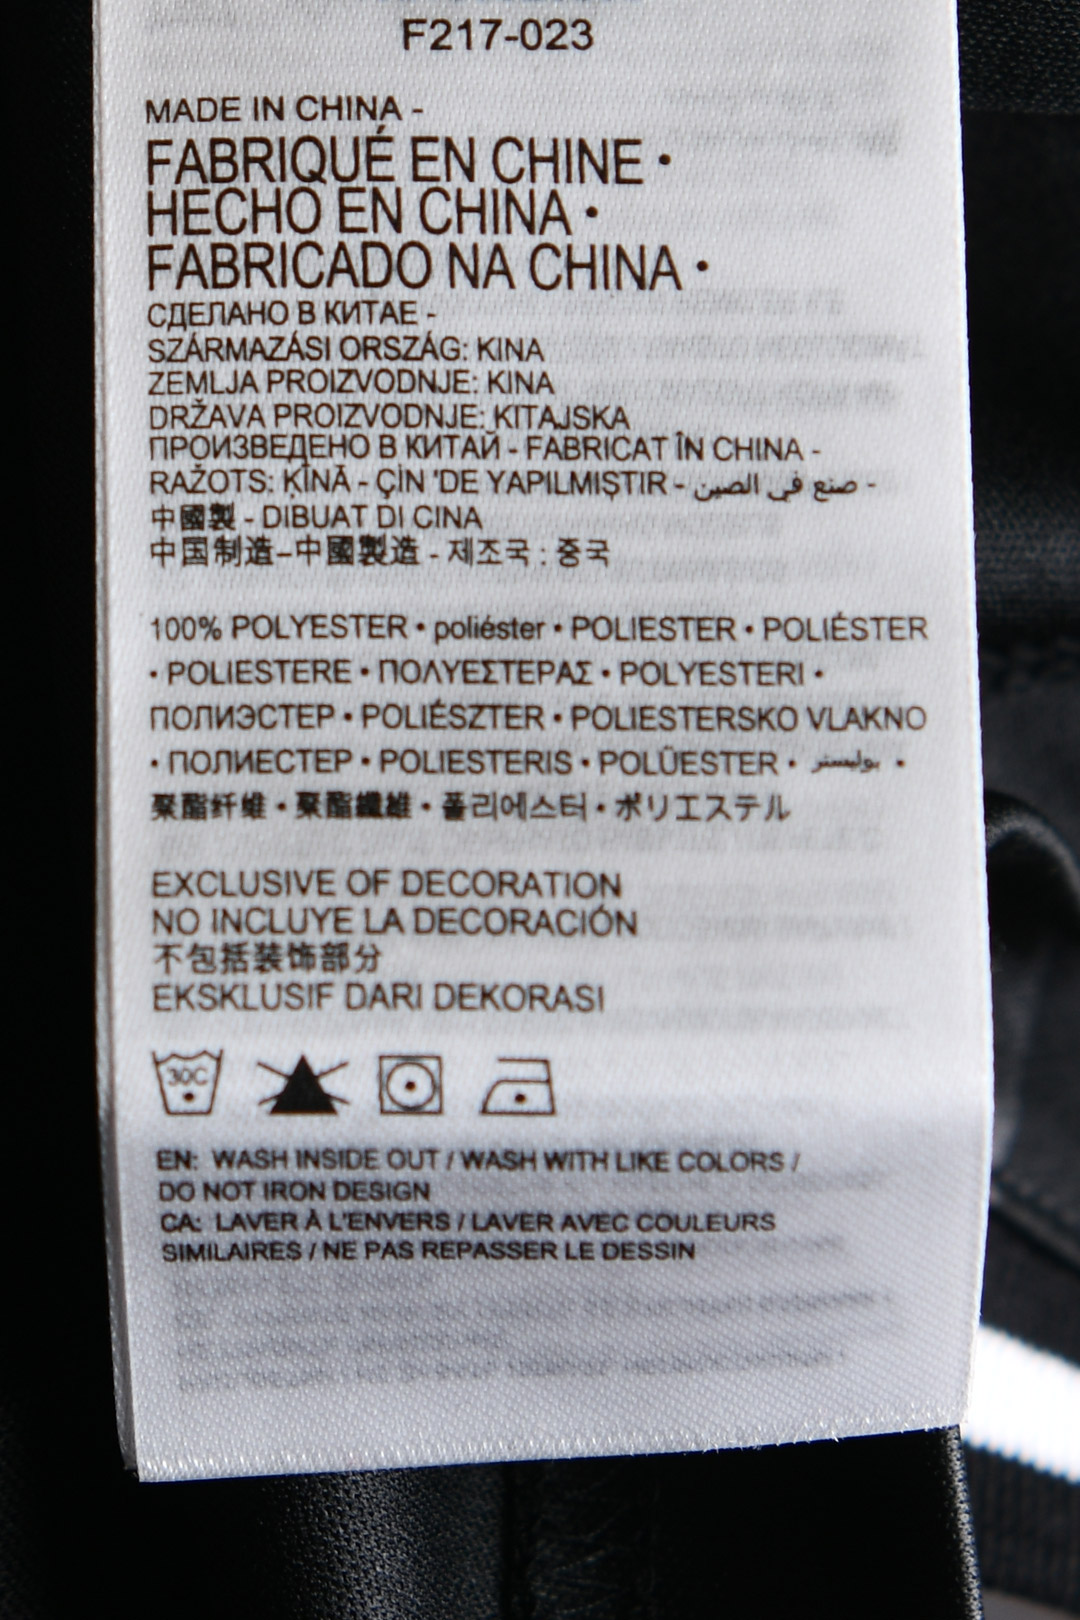 F217-023
MADE IN CHINA -
FABRIQUÉ EN CHINE •
HECHO EN CHINA •
FABRICADO NA CHINA •
СДЕЛАНО В КИТАЕ -
SZÁRMAZÁSI ORSZÁG: KINA
ZEMLJA PROIZVODNJE: KINA
DRŽAVA PROIZVODNJE: KITAJSKA
ПРОИЗВЕДЕНО В КИТАЙ - FABRICAT ÎN CHINA -
RAŽOTS: ĶĪNĀ - ÇİN 'DE YAPILMIŞTIR - صنع في الصين -
中國製 - DIBUAT DI CINA
中国制造-中國製造 - 제조국 : 중국
100% POLYESTER • poliéster • POLIESTER • POLIÉSTER
• POLIESTERE • ΠΟΛΥΕΣΤΕΡΑΣ • POLYESTERI •
ПОЛИЭСТЕР • POLIÉSZTER • POLIESTERSKO VLAKNO
• ПОЛИЕСТЕР • POLIESTERIS • POLÛESTER • بوليستر •
聚酯纤维 • 聚酯纖維 • 폴리에스터 • ポリエステル
EXCLUSIVE OF DECORATION
NO INCLUYE LA DECORACIÓN
不包括装饰部分
EKSKLUSIF DARI DEKORASI
30C
EN: WASH INSIDE OUT / WASH WITH LIKE COLORS /
DO NOT IRON DESIGN
CA: LAVER À L'ENVERS / LAVER AVEC COULEURS
SIMILAIRES / NE PAS REPASSER LE DESSIN